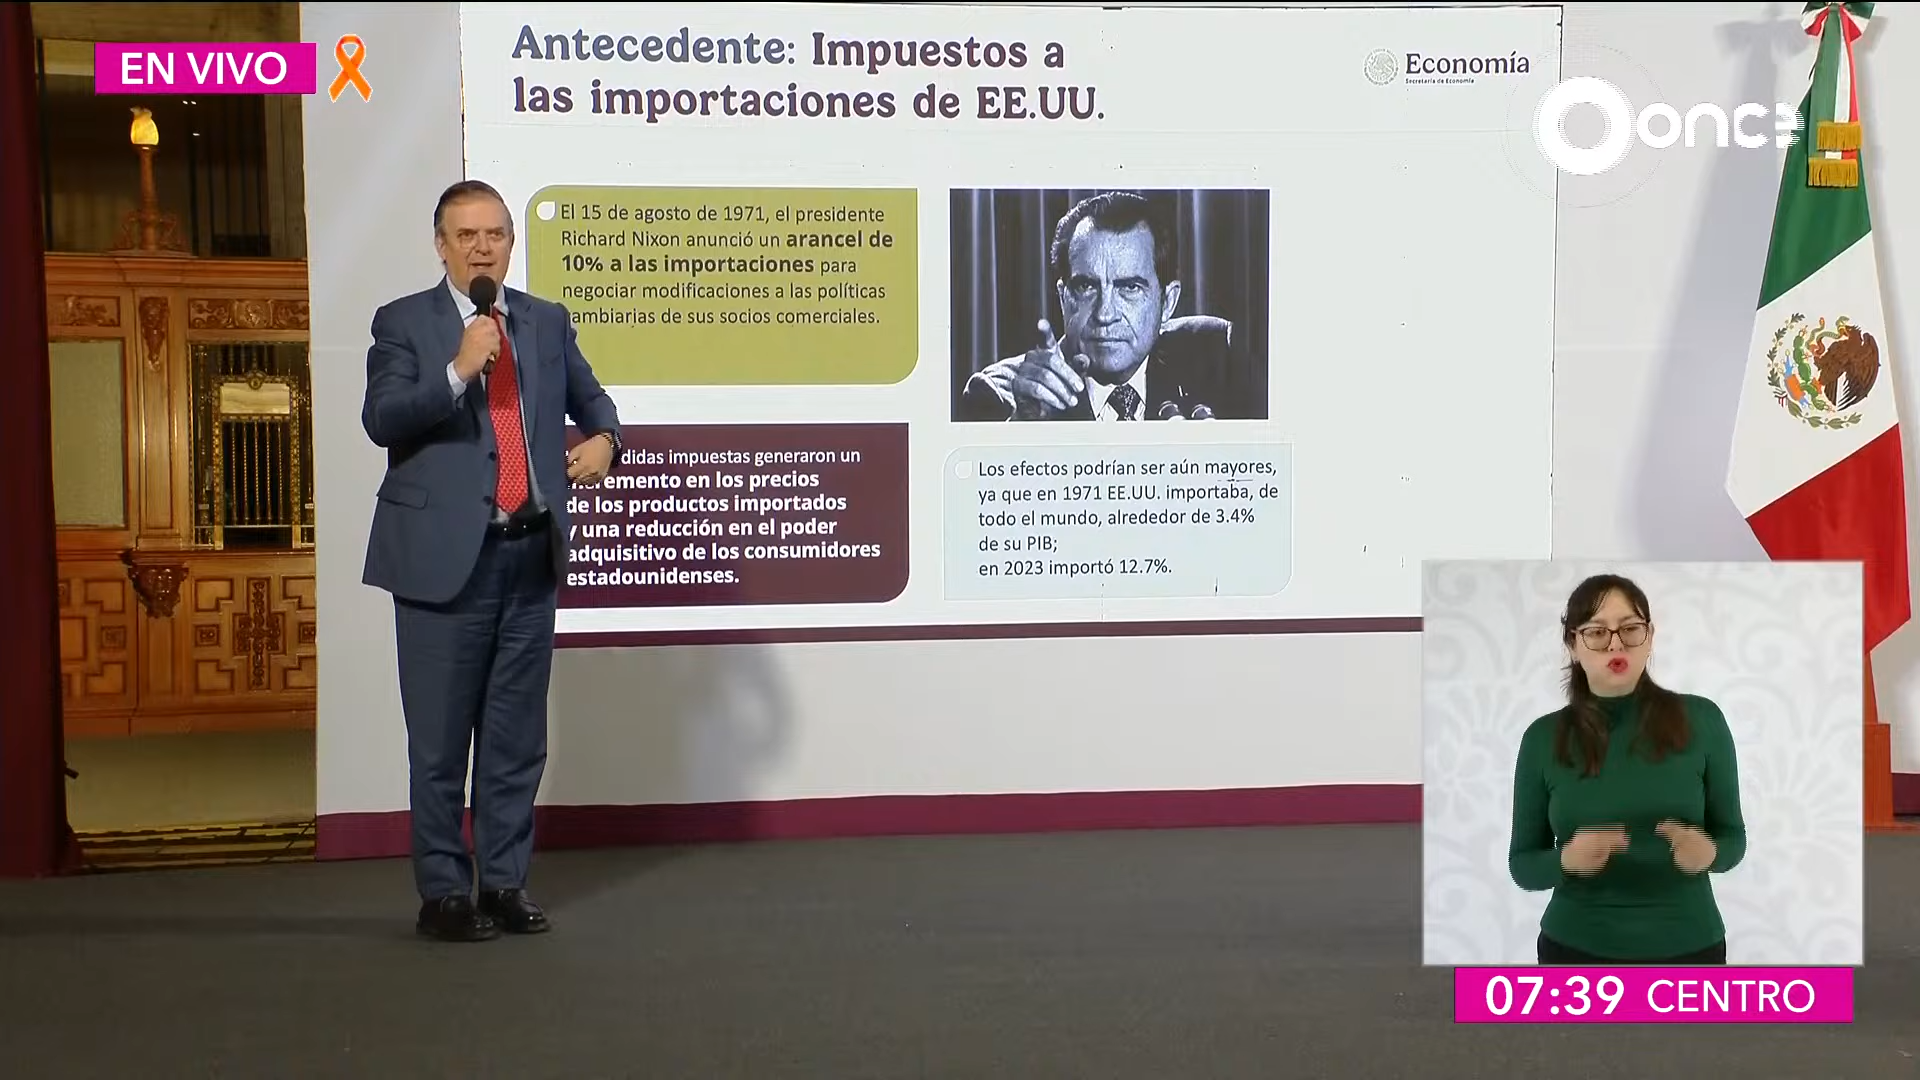 EN VIVO
Antecedente: Impuestos a
las importaciones de EE.UU.
Economía
Secretaría de Economía
once
El 15 de agosto de 1971, el presidente
Richard Nixon anunció un arancel de
10% a las importaciones para
negociar modificaciones a las políticas
ambiarias de sus socios comerciales.
didas impuestas generaron un
remento en los precios
de los productos importados
y una reducción en el poder
adquisitivo de los consumidores
estadounidenses.
Los efectos podrían ser aún mayores,
ya que en 1971 EE.UU. importaba, de
todo el mundo, alrededor de 3.4%
de su PIB;
en 2023 importó 12.7%.
07:39 CENTRO